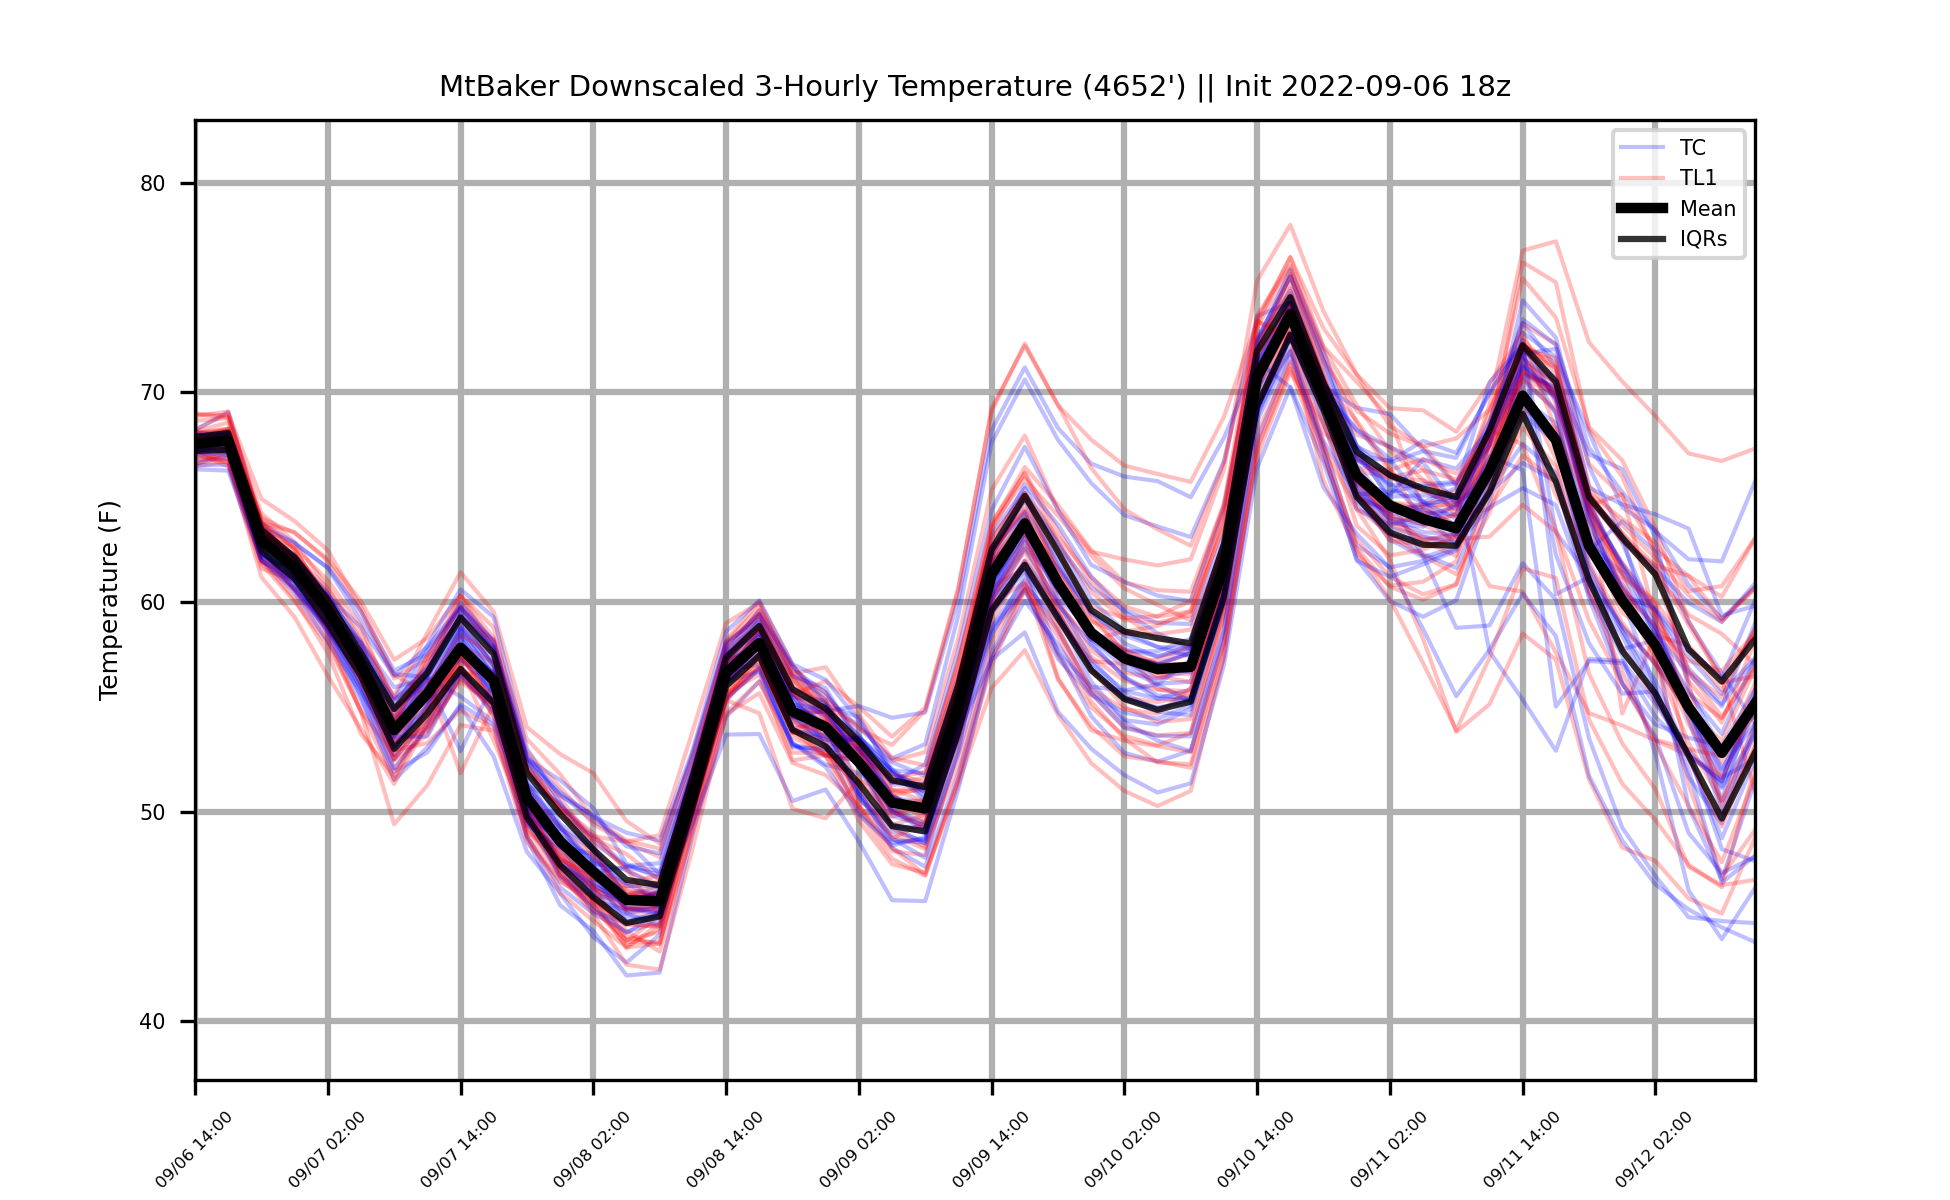 MtBaker Downscaled 3-Hourly Temperature (4652') || Init 2022-09-06 18z
TC
TL1
Mean
IQRs
Temperature (F)
80
70
60
50
40
09/06 14:00
09/07 02:00
09/07 14:00
09/08 02:00
09/08 14:00
09/09 02:00
09/09 14:00
09/10 02:00
09/10 14:00
09/11 02:00
09/11 14:00
09/12 02:00